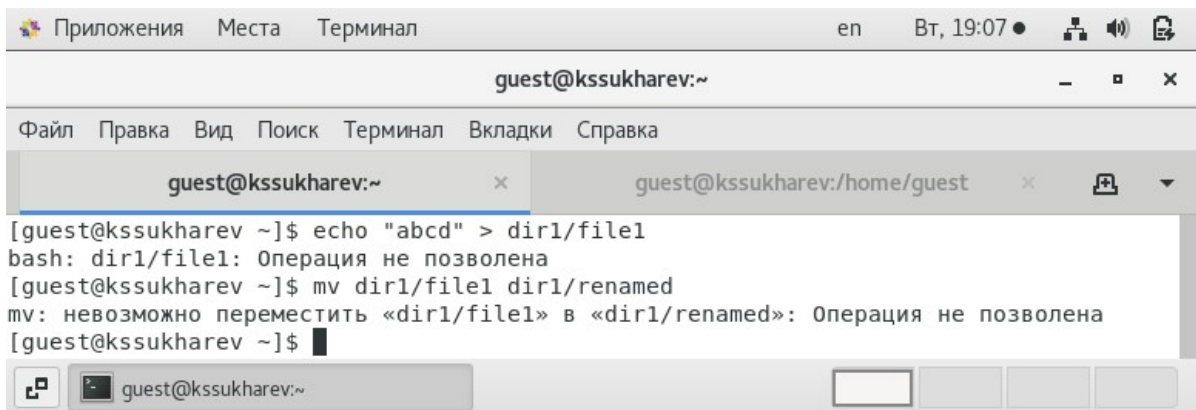 Приложения Места Терминал en Вт, 19:07
guest@kssukharev:~
Файл Правка Вид Поиск Терминал Вкладки Справка
guest@kssukharev:~ guest@kssukharev:/home/guest
[guest@kssukharev ~]$ echo "abcd" > dir1/file1
bash: dir1/file1: Операция не позволена
[guest@kssukharev ~]$ mv dir1/file1 dir1/renamed
mv: невозможно переместить «dir1/file1» в «dir1/renamed»: Операция не позволена
[guest@kssukharev ~]$
guest@kssukharev:~